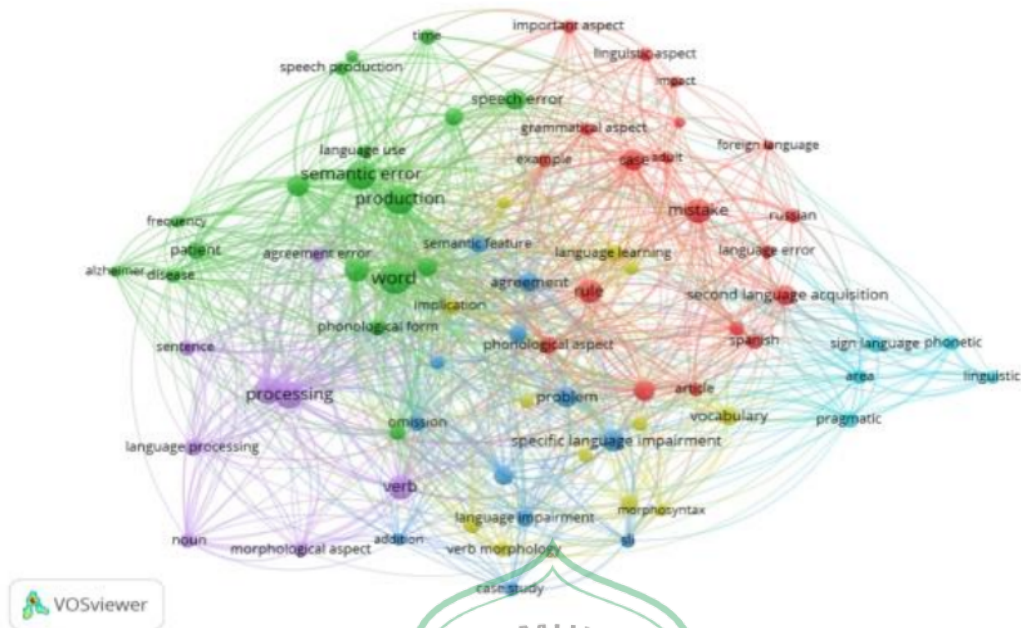 important aspect
time
linguistic aspect
speech production
impact
speech error
grammatical aspect
foreign language
language use
example
case
adult
semantic error
production
mistake
russian
frequency
semantic feature
patient
agreement error
language learning
language error
alzheimer
disease
word
agreement
rule
second language acquisition
implication
phonological form
sentence
phonological aspect
spanish
sign language
phonetic
area
linguistic
processing
problem
article
omission
vocabulary
pragmatic
language processing
specific language impairment
verb
morphosyntax
language impairment
noun
morphological aspect
addition
verb morphology
sli
case study
VOSviewer